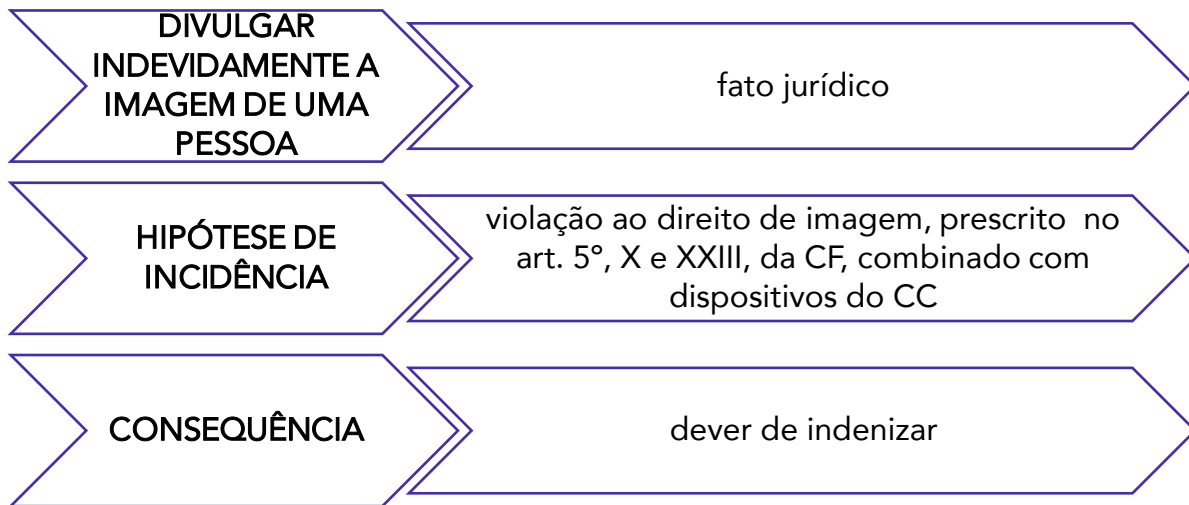 DIVULGAR
INDEVIDAMENTE A
IMAGEM DE UMA
PESSOA
fato jurídico
HIPÓTESE DE
INCIDÊNCIA
violação ao direito de imagem, prescrito no
art. 5º, X e XXIII, da CF, combinado com
dispositivos do CC
CONSEQUÊNCIA
dever de indenizar